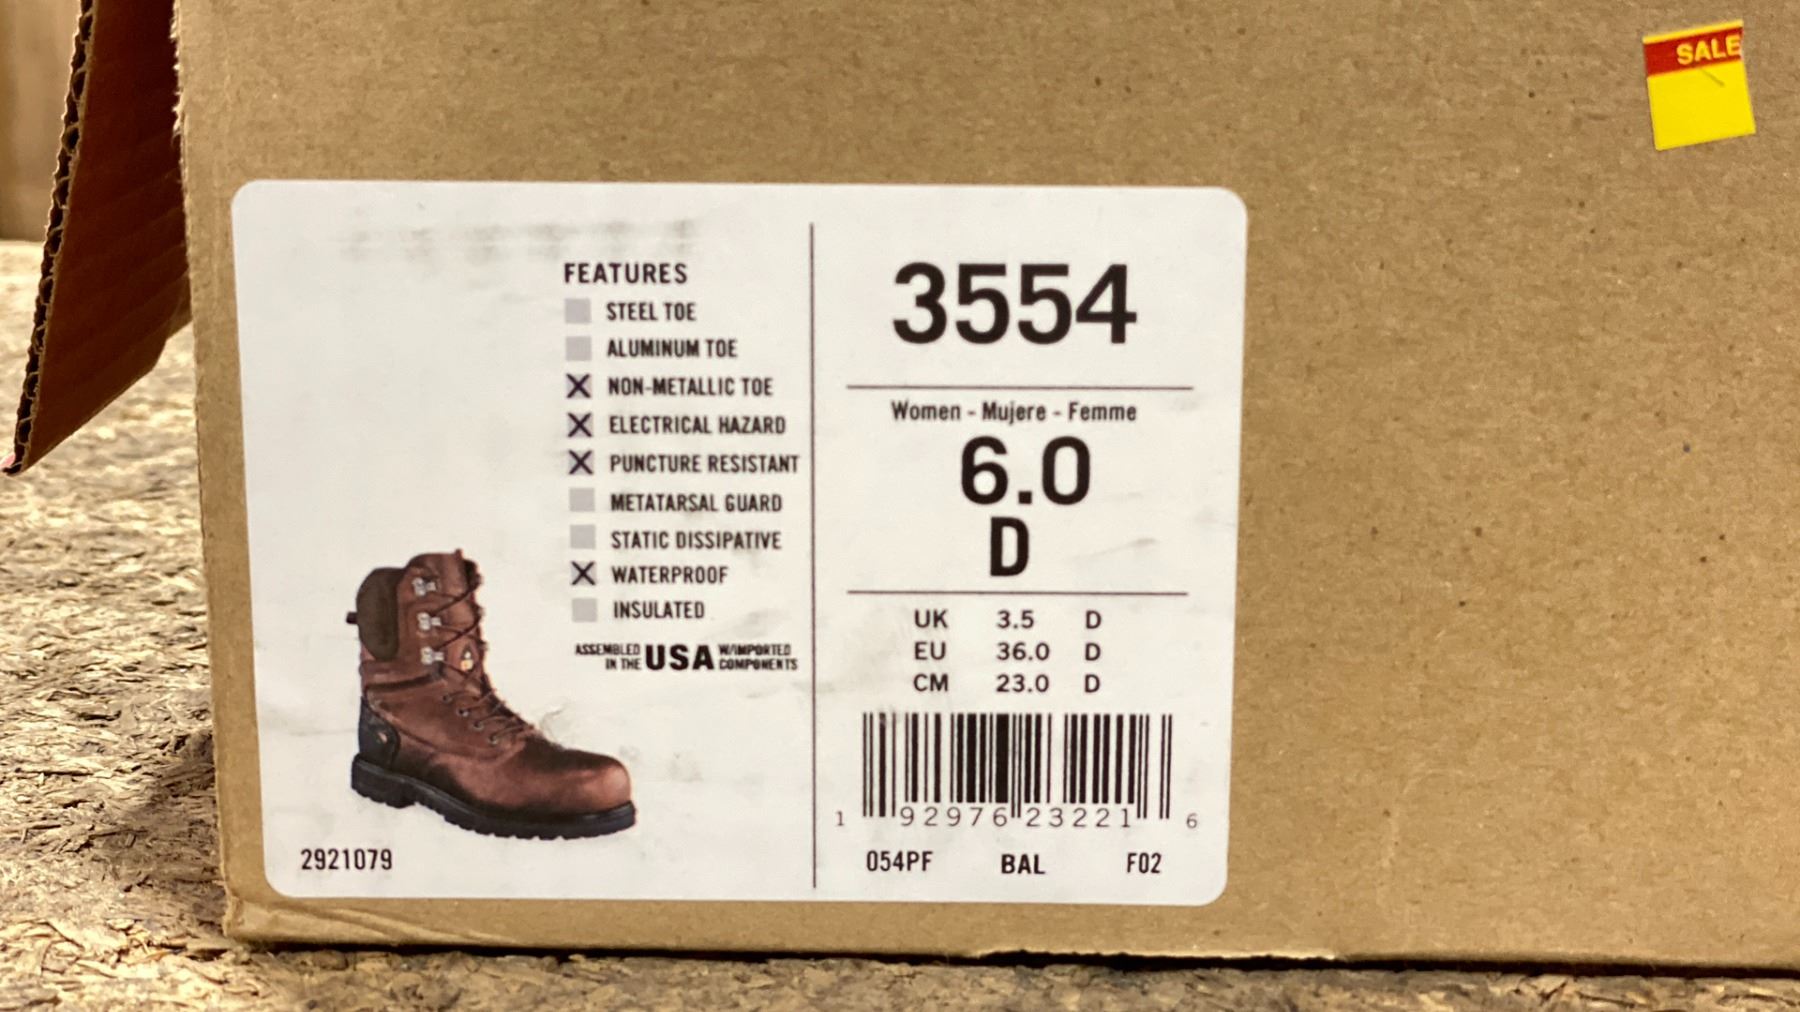 SALE
FEATURES
STEEL TOE
ALUMINUM TOE
X NON-METALLIC TOE
X ELECTRICAL HAZARD
X PUNCTURE RESISTANT
METATARSAL GUARD
STATIC DISSIPATIVE
X WATERPROOF
INSULATED
ASSEMBLED IN THE USA W/IMPORTED COMPONENTS
2921079
3554
Women - Mujere - Femme
6.0
D
UK 3.5 D
EU 36.0 D
CM 23.0 D
1 92976 23221 6
054PF BAL F02